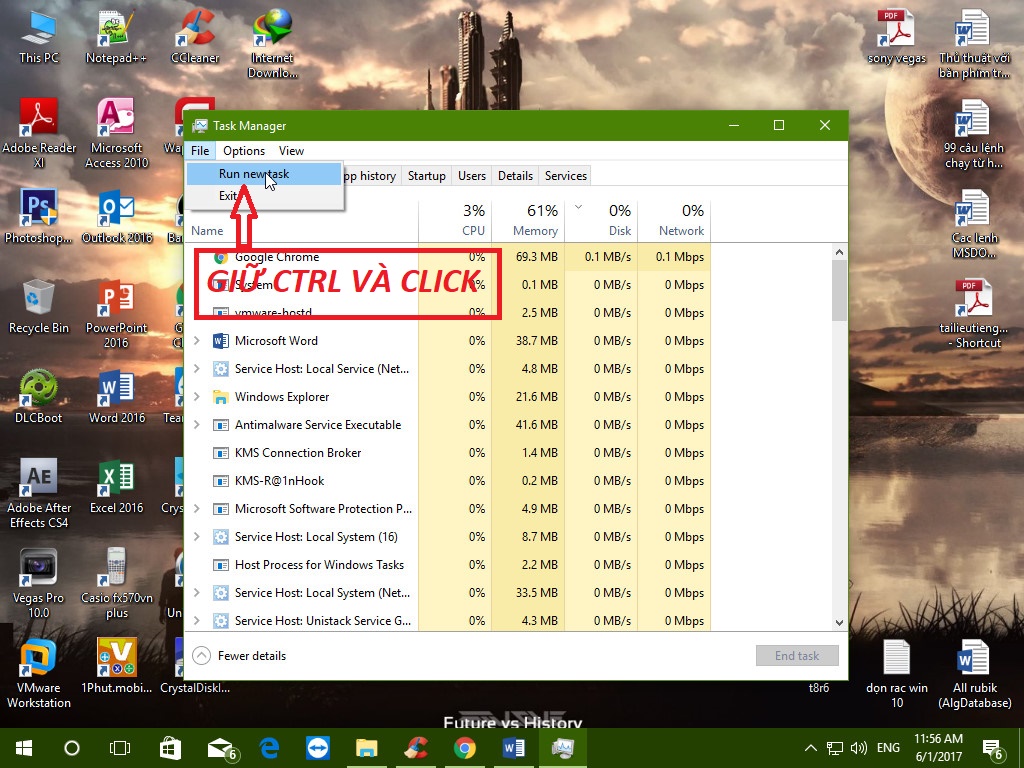 This PC
Notepad++
CCleaner
Internet
Downlo...
sony vegas
Thủ thuật với
bàn phím tr...
Adobe Reader
XI
Microsoft
Access 2010
99 câu lệnh
chạy từ h...
Photoshop...
Outlook 2016
Các lenh
MSDO...
Recycle Bin
PowerPoint
2016
tailieutieng...
- Shortcut
DLCBoot
Word 2016
Adobe After
Effects CS4
Excel 2016
Vegas Pro
10.0
Casio fx570vn
plus
VMware
Workstation
1Phut.mobi...
CrystalDiskI...
t8r6
dọn rac win
10
All rubik
(AlgDatabase)
Task Manager
File Options View
Run new task
Exit
App history Startup Users Details Services
3% 61% 0% 0%
Name CPU Memory Disk Network
Google Chrome 0% 69.3 MB 0.1 MB/s 0.1 Mbps
GIỮ CTRL VÀ CLICK
System 0% 0.1 MB 0 MB/s 0 Mbps
vmware-hostd 0% 2.5 MB 0 MB/s 0 Mbps
Microsoft Word 0% 38.7 MB 0 MB/s 0 Mbps
Service Host: Local Service (Net... 0% 4.8 MB 0 MB/s 0 Mbps
Windows Explorer 0% 21.6 MB 0 MB/s 0 Mbps
Antimalware Service Executable 0% 41.6 MB 0 MB/s 0 Mbps
KMS Connection Broker 0% 1.4 MB 0 MB/s 0 Mbps
KMS-R@1nHook 0% 0.2 MB 0 MB/s 0 Mbps
Microsoft Software Protection P... 0% 4.9 MB 0 MB/s 0 Mbps
Service Host: Local System (16) 0% 8.7 MB 0 MB/s 0 Mbps
Host Process for Windows Tasks 0% 2.2 MB 0 MB/s 0 Mbps
Service Host: Local System (Net... 0% 33.5 MB 0 MB/s 0 Mbps
Service Host: Unistack Service G... 0% 4.3 MB 0 MB/s 0 Mbps
Fewer details
End task
Future vs History
6
ENG
11:56 AM
6/1/2017
6